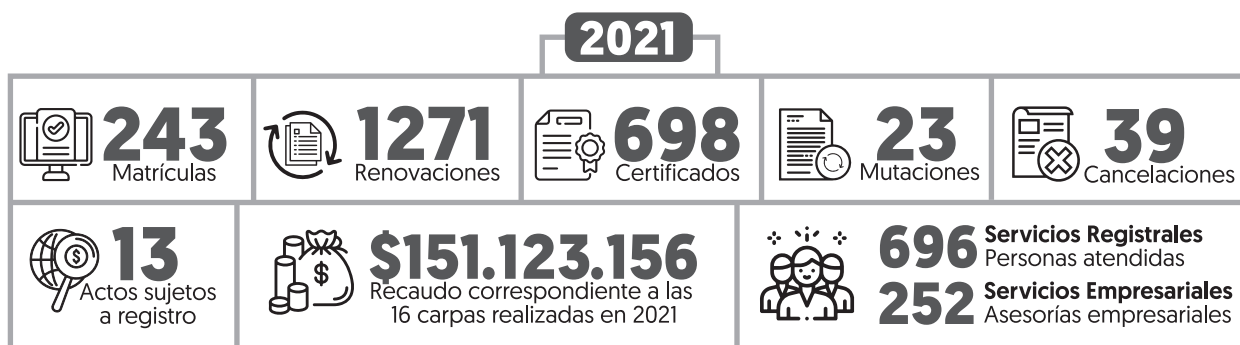 2021
243
Matrículas
1271
Renovaciones
698
Certificados
23
Mutaciones
39
Cancelaciones
$
13
Actos sujetos
a registro
$
$151.123.156
Recaudo correspondiente a las
16 carpas realizadas en 2021
696 Servicios Registrales
Personas atendidas
252 Servicios Empresariales
Asesorías empresariales